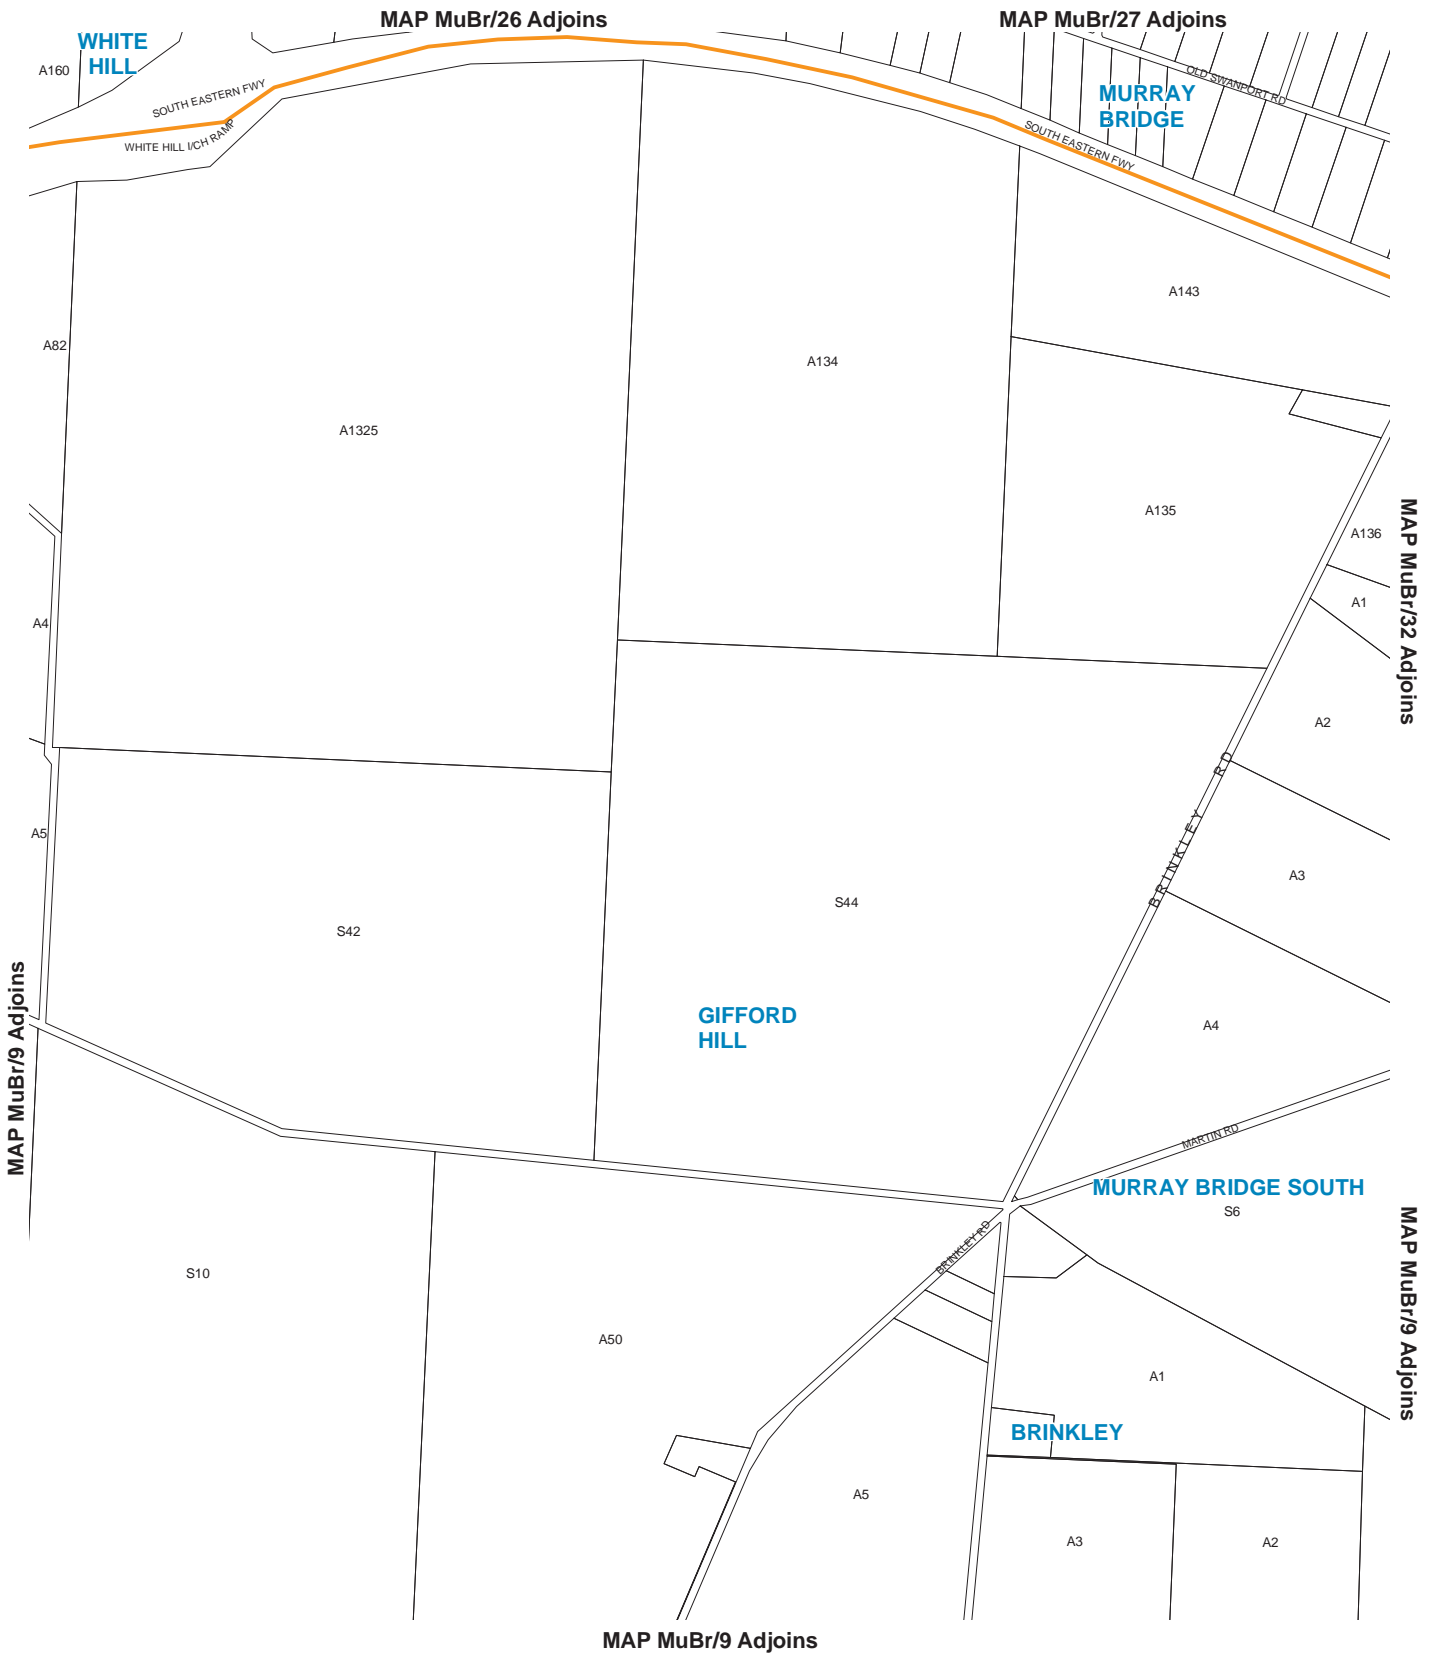 MAP MuBr/26 Adjoins
MAP MuBr/27 Adjoins
WHITE
HILL
A160
SOUTH EASTERN FWY
WHITE HILL I/CH RAMP
OLD SWANPORT RD
MURRAY
BRIDGE
SOUTH EASTERN FWY
A143
A82
A134
A1325
A135
A136
MAP MuBr/32 Adjoins
A1
A4
A2
BRINKLEY RD
A5
A3
S44
S42
GIFFORD
HILL
A4
MAP MuBr/9 Adjoins
MARTIN RD
MURRAY BRIDGE SOUTH
S6
BRINKLEY RD
S10
MAP MuBr/9 Adjoins
A50
A1
BRINKLEY
A5
A3
A2
MAP MuBr/9 Adjoins